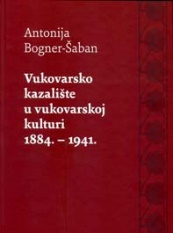 Antonija
Bogner-Šaban
Vukovarsko
kazalište
u vukovarskoj
kulturi
1884. – 1941.